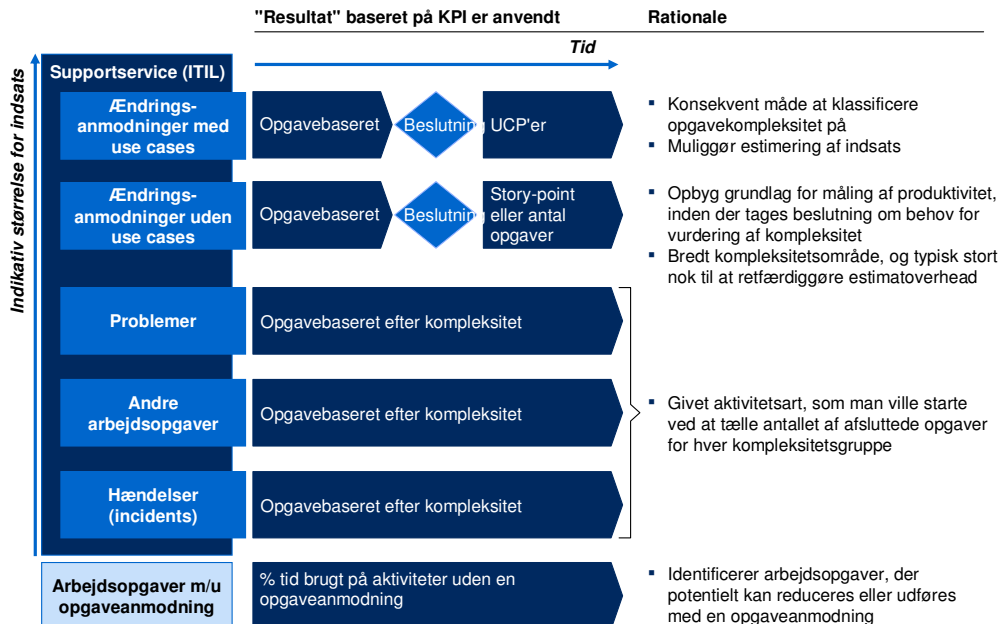 "Resultat" baseret på KPI er anvendt
Rationale
Tid
Indikativ størrelse for indsats
Supportservice (ITIL)
Ændrings-
anmodninger med
use cases
Opgavebaseret
Beslutning
UCP'er
▪ Konsekvent måde at klassificere
opgavekompleksitet på
▪ Muliggør estimering af indsats
Ændrings-
anmodninger uden
use cases
Opgavebaseret
Beslutning
Story-point
eller antal
opgaver
▪ Opbyg grundlag for måling af produktivitet,
inden der tages beslutning om behov for
vurdering af kompleksitet
▪ Bredt kompleksitetsområde, og typisk stort
nok til at retfærdiggøre estimatoverhead
Problemer
Opgavebaseret efter kompleksitet
Andre
arbejdsopgaver
Opgavebaseret efter kompleksitet
▪ Givet aktivitetsart, som man ville starte
ved at tælle antallet af afsluttede opgaver
for hver kompleksitetsgruppe
Hændelser
(incidents)
Opgavebaseret efter kompleksitet
Arbejdsopgaver m/u
opgaveanmodning
% tid brugt på aktiviteter uden en
opgaveanmodning
▪ Identificerer arbejdsopgaver, der
potentielt kan reduceres eller udføres
med en opgaveanmodning